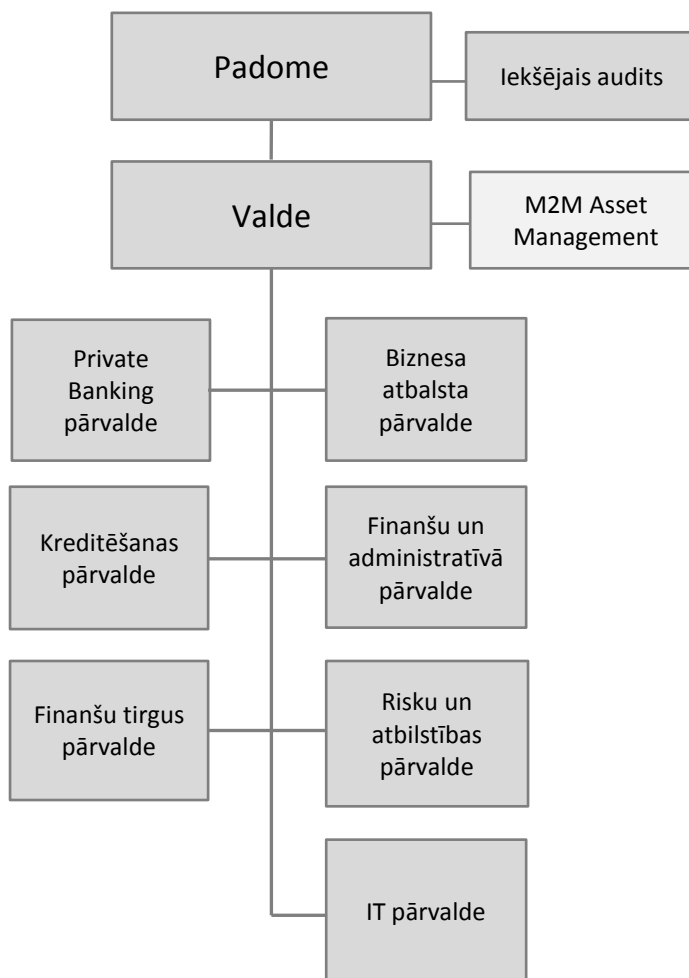 Padome
Iekšējais audits
Valde
M2M Asset
Management
Private
Banking
pārvalde
Biznesa
atbalsta
pārvalde
Kreditēšanas
pārvalde
Finanšu un
administratīvā
pārvalde
Finanšu tirgus
pārvalde
Risku un
atbilstības
pārvalde
IT pārvalde